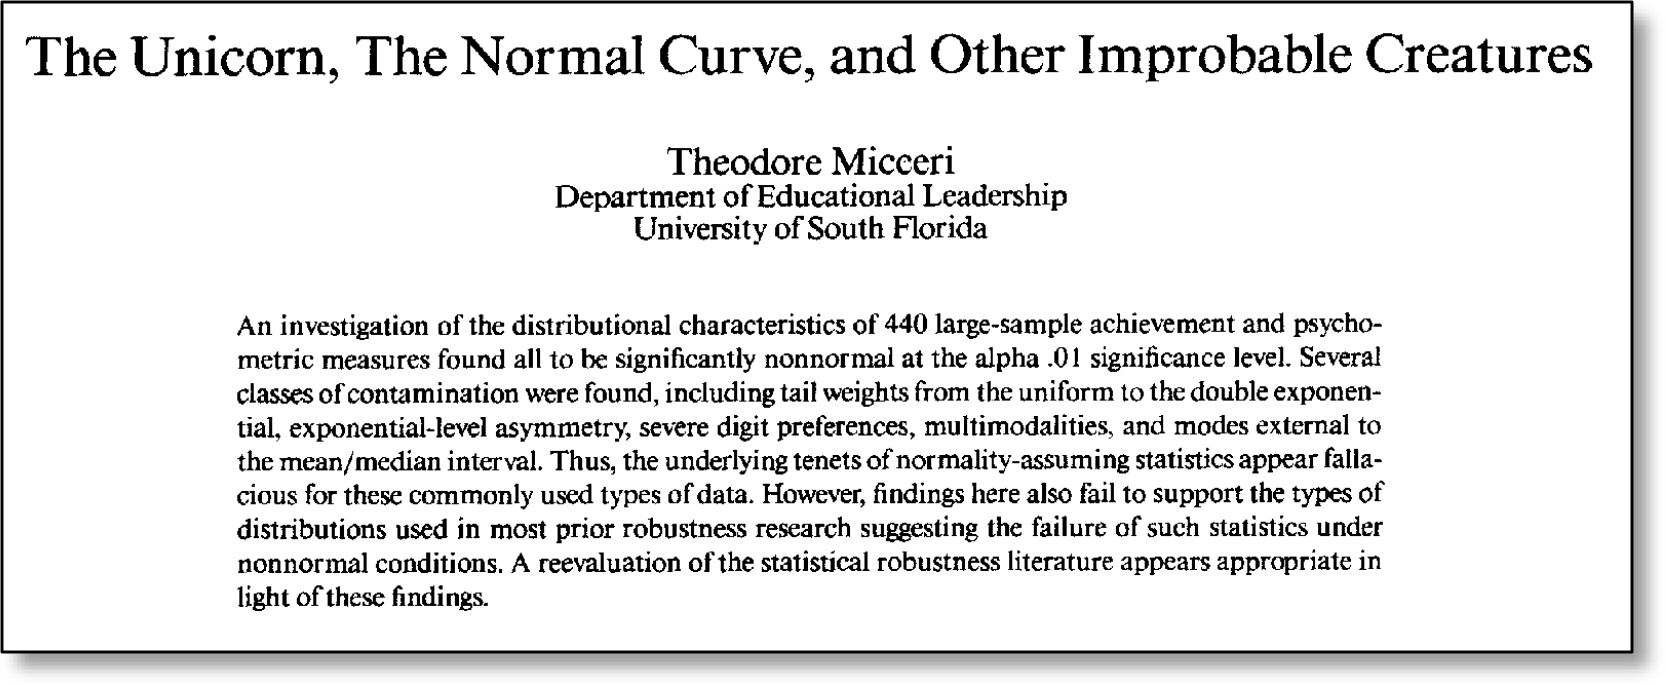 The Unicorn, The Normal Curve, and Other Improbable Creatures
Theodore Micceri
Department of Educational Leadership
University of South Florida
An investigation of the distributional characteristics of 440 large-sample achievement and psycho-
metric measures found all to be significantly nonnormal at the alpha .01 significance level. Several
classes of contamination were found, including tail weights from the uniform to the double exponen-
tial, exponential-level asymmetry, severe digit preferences, multimodalities, and modes external to
the mean/median interval. Thus, the underlying tenets of normality-assuming statistics appear falla-
cious for these commonly used types of data. However, findings here also fail to support the types of
distributions used in most prior robustness research suggesting the failure of such statistics under
nonnormal conditions. A reevaluation of the statistical robustness literature appears appropriate in
light of these findings.